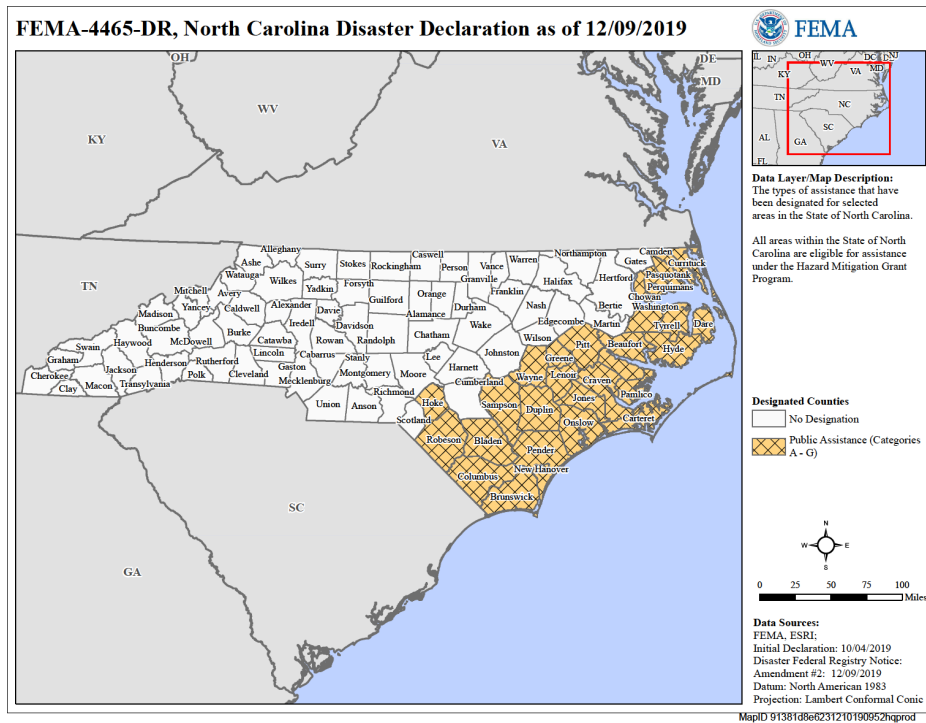 FEMA-4465-DR, North Carolina Disaster Declaration as of 12/09/2019
FEMA
OH
DE
MD
WV
KY
VA
TN
SC
GA
Alleghany
Ashe
Surry
Stokes
Rockingham
Caswell
Person
Vance
Granville
Warren
Northampton
Gates
Camden
Currituck
Pasquotank
Perquimans
Chowan
Hertford
Halifax
Watauga
Wilkes
Yadkin
Forsyth
Guilford
Orange
Alamance
Durham
Franklin
Nash
Bertie
Washington
Mitchell
Avery
Yancey
Caldwell
Alexander
Davie
Iredell
Davidson
Randolph
Chatham
Wake
Edgecombe
Martin
Tyrrell
Dare
Madison
Buncombe
McDowell
Burke
Catawba
Rowan
Wilson
Pitt
Beaufort
Hyde
Swain
Haywood
Lincoln
Cabarrus
Stanly
Lee
Johnston
Greene
Graham
Jackson
Henderson
Rutherford
Gaston
Montgomery
Moore
Harnett
Wayne
Lenoir
Craven
Cherokee
Macon
Transylvania
Polk
Cleveland
Mecklenburg
Clay
Richmond
Cumberland
Sampson
Duplin
Jones
Pamlico
Union
Anson
Scotland
Hoke
Onslow
Carteret
Robeson
Bladen
Pender
Columbus
New Hanover
Brunswick
IL
IN
OH
WV
DC
NJ
KY
VA
MD
TN
NC
SC
AL
GA
FL
Data Layer/Map Description:
The types of assistance that have
been designated for selected
areas in the State of North Carolina.
All areas within the State of North
Carolina are eligible for assistance
under the Hazard Mitigation Grant
Program.
Designated Counties
No Designation
Public Assistance (Categories
A - G)
N
W
E
S
0 25 50 75 100
Miles
Data Sources:
FEMA, ESRI;
Initial Declaration: 10/04/2019
Disaster Federal Registry Notice:
Amendment #2: 12/09/2019
Datum: North American 1983
Projection: Lambert Conformal Conic
MapID 91381d8e6231210190952hqprod